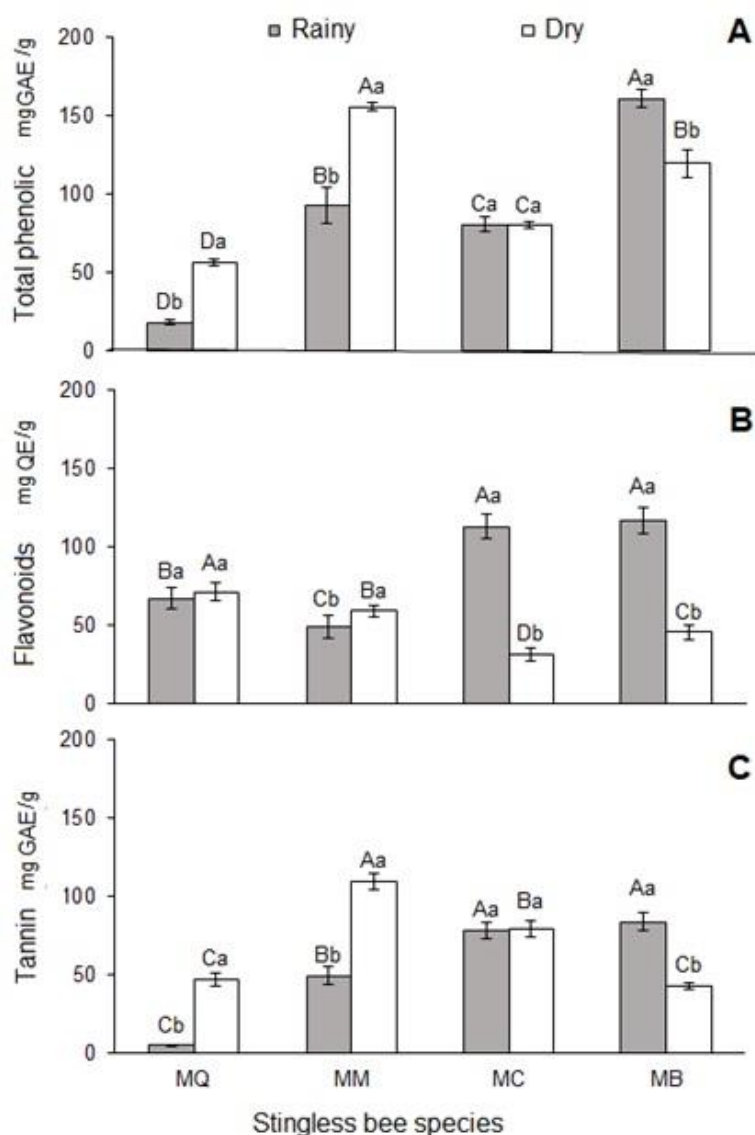 Rainy Dry A
Total phenolic mgGAE/g
200
150
100
50
0
Db Da Bb Aa Ca Ca Aa Bb
B
Flavonoids mg QE/g
200
150
100
50
0
Ba Aa Cb Ba Aa Db Aa Cb
C
Tannin mg GAE/g
200
150
100
50
0
Cb Ca Bb Aa Aa Ba Aa Cb
MQ MM MC MB
Stingless bee species